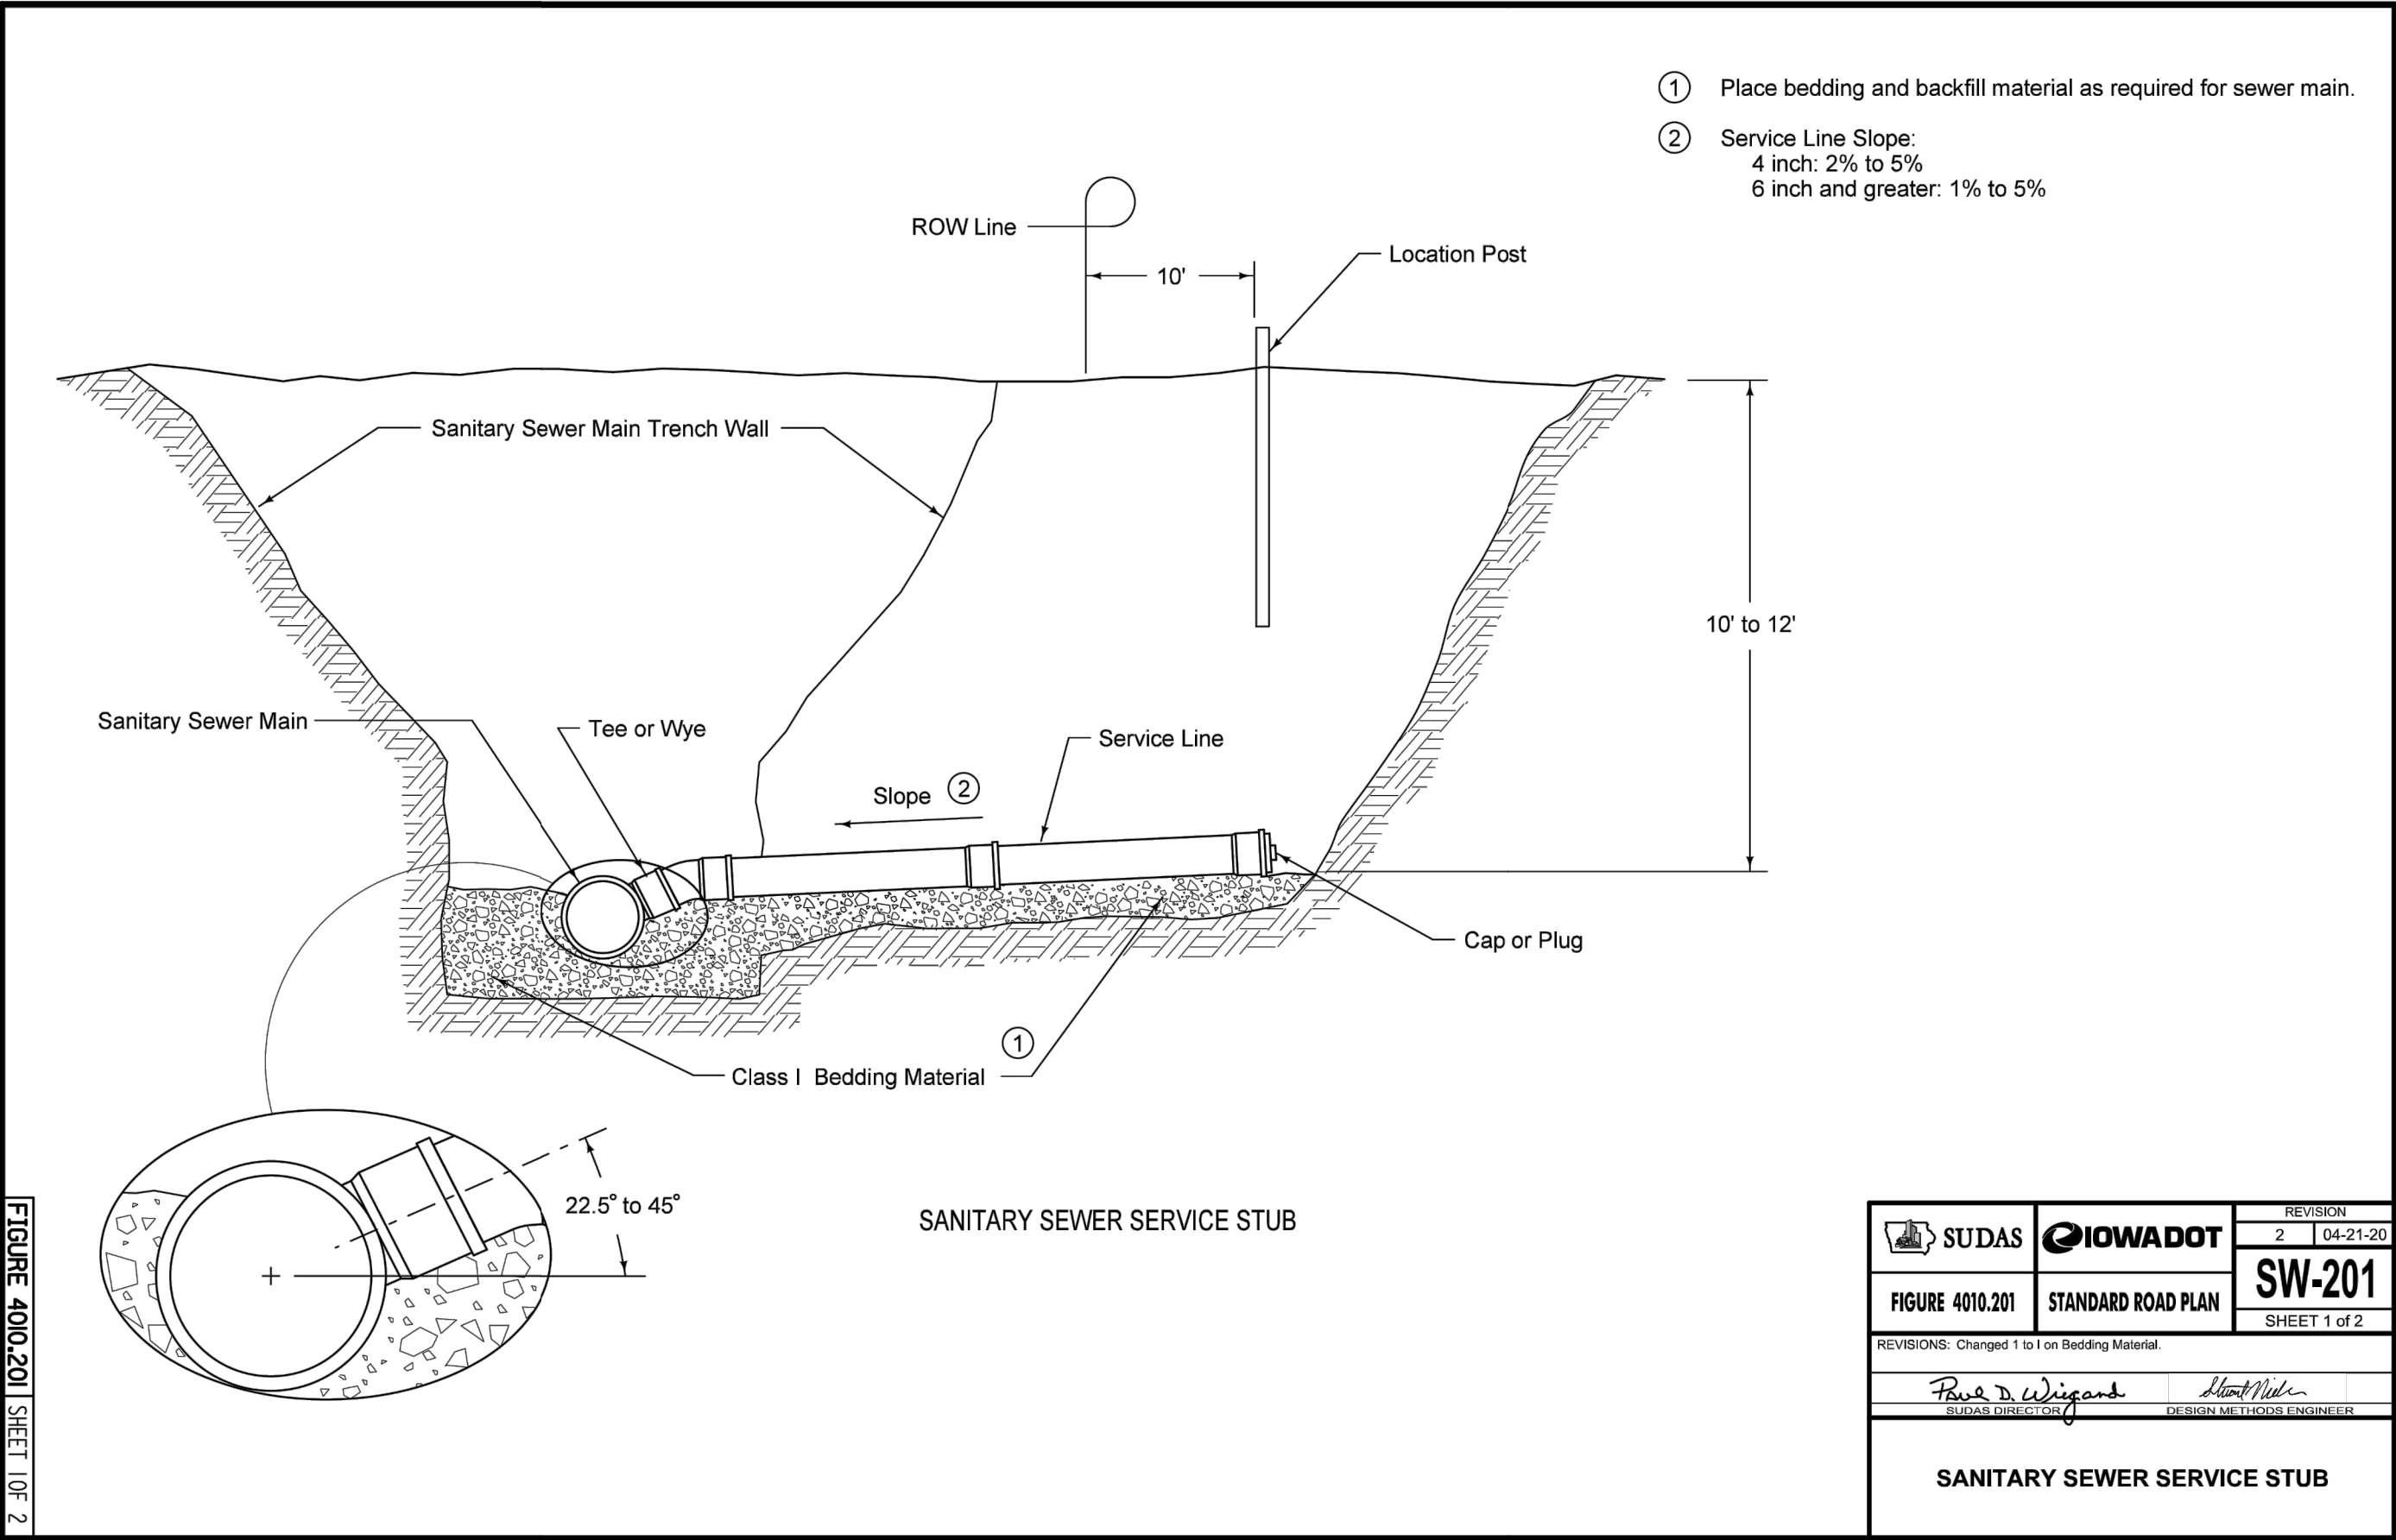 ① Place bedding and backfill material as required for sewer main.
② Service Line Slope:
4 inch: 2% to 5%
6 inch and greater: 1% to 5%
ROW Line
10'
Location Post
Sanitary Sewer Main Trench Wall
10' to 12'
Sanitary Sewer Main
Tee or Wye
Service Line
Slope ②
Cap or Plug
①
Class I Bedding Material
22.5° to 45°
SANITARY SEWER SERVICE STUB
FIGURE 4010.201 SHEET 1 OF 2
SUDAS
IOWADOT
REVISION
2 04-21-20
FIGURE 4010.201
STANDARD ROAD PLAN
SW-201
SHEET 1 of 2
REVISIONS: Changed 1 to I on Bedding Material.
Paul D. Wiegand
SUDAS DIRECTOR
DESIGN METHODS ENGINEER
SANITARY SEWER SERVICE STUB